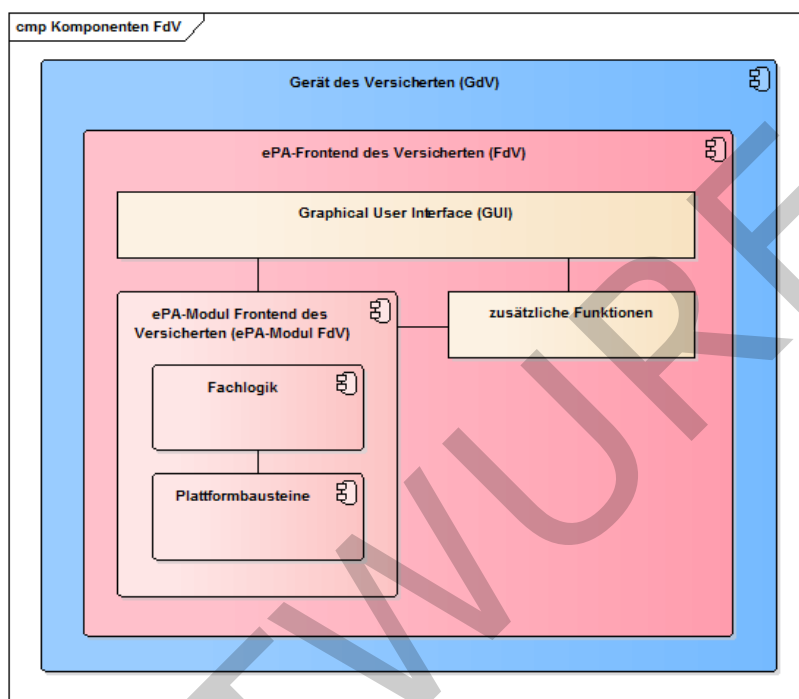 cmp Komponenten FdV
Gerät des Versicherten (GdV)
ePA-Frontend des Versicherten (FdV)
Graphical User Interface (GUI)
ePA-Modul Frontend des
Versicherten (ePA-Modul FdV)
zusätzliche Funktionen
Fachlogik
Plattformbausteine
TWURF